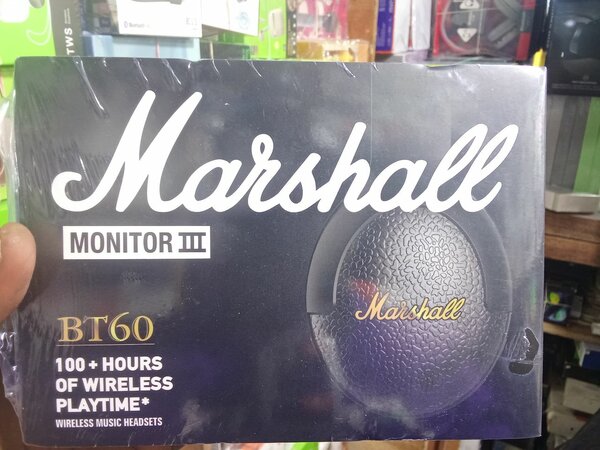 TWS
Marshall
MONITOR III
Marshall
BT60
100 + HOURS
OF WIRELESS
PLAYTIME*
WIRELESS MUSIC HEADSETS